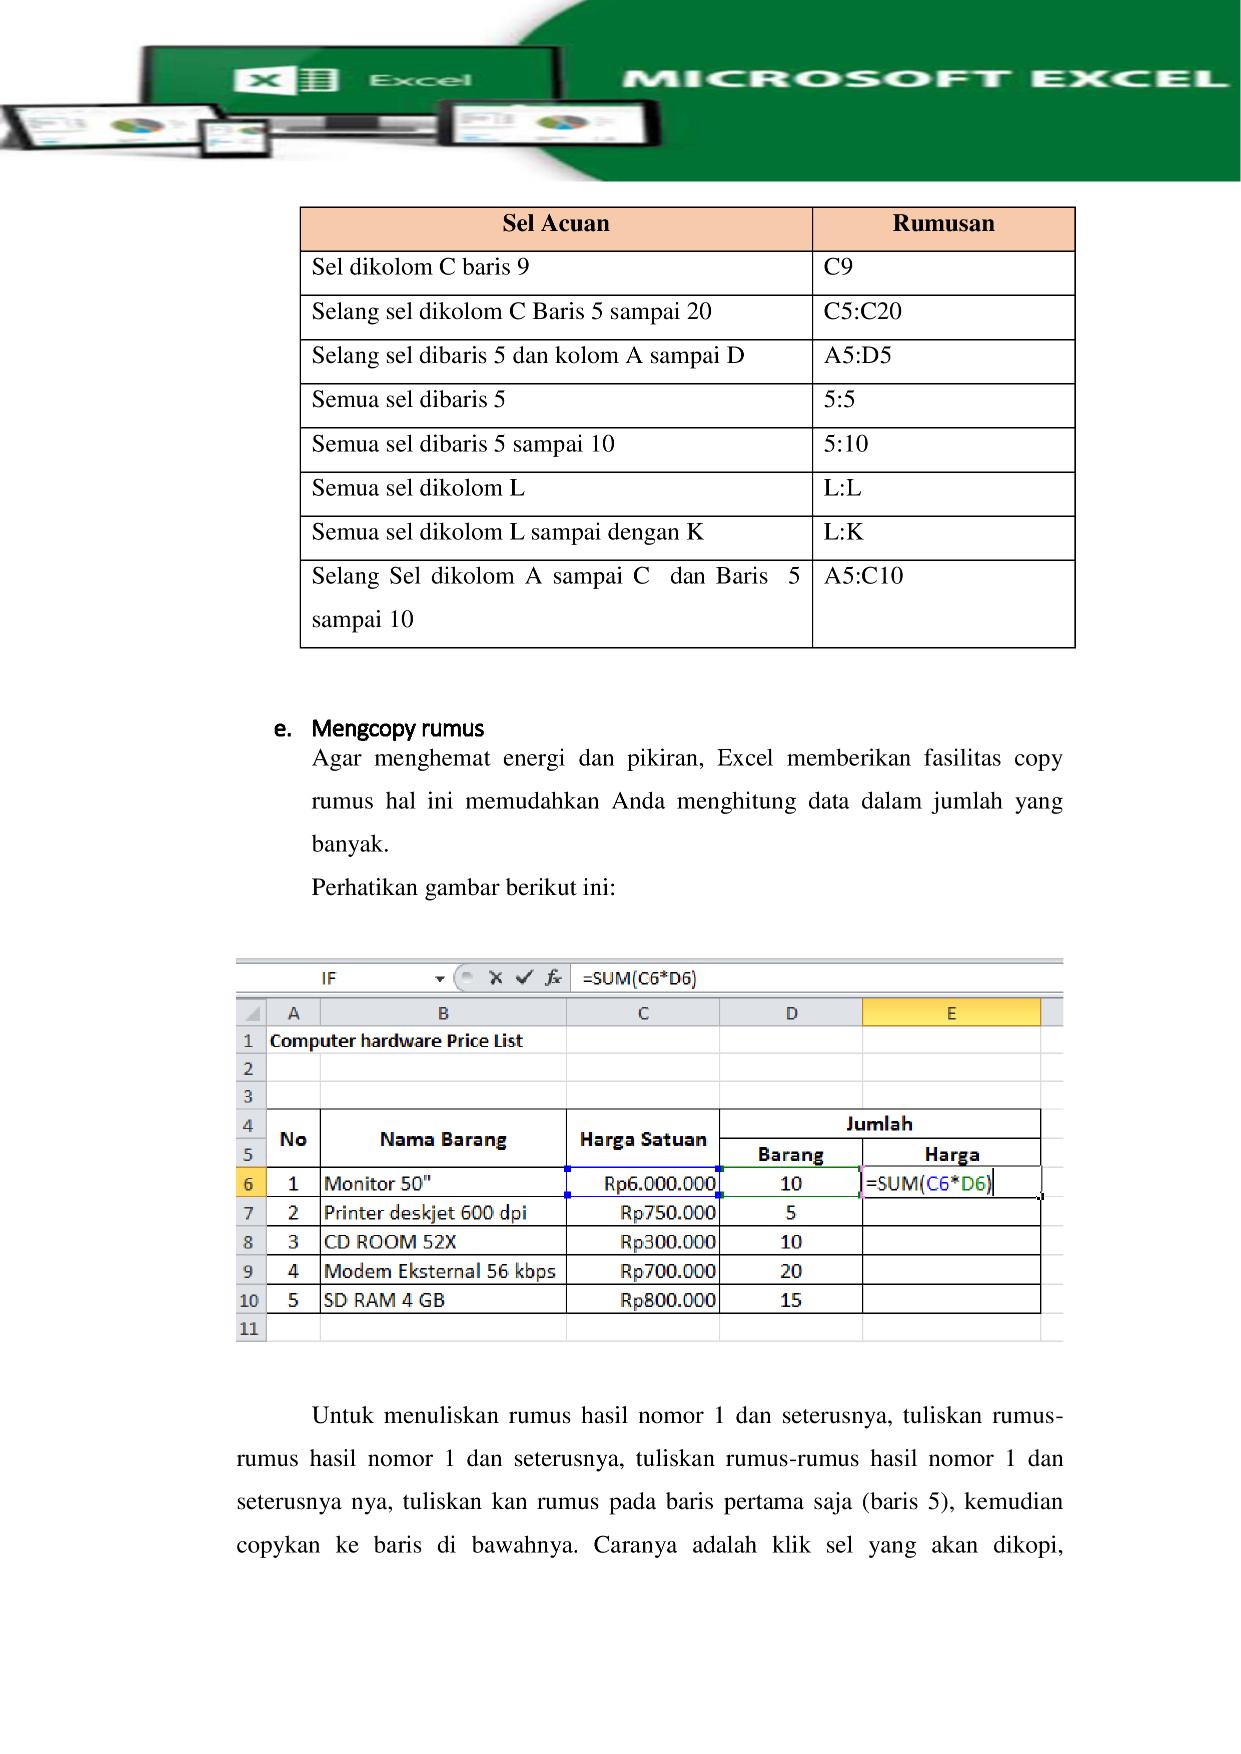 Excel
MICROSOFT EXCEL
Sel Acuan Rumusan
Sel dikolom C baris 9 C9
Selang sel dikolom C Baris 5 sampai 20 C5:C20
Selang sel dibaris 5 dan kolom A sampai D A5:D5
Semua sel dibaris 5 5:5
Semua sel dibaris 5 sampai 10 5:10
Semua sel dikolom L L:L
Semua sel dikolom L sampai dengan K L:K
Selang Sel dikolom A sampai C dan Baris 5 A5:C10
sampai 10
e. Mengcopy rumus
Agar menghemat energi dan pikiran, Excel memberikan fasilitas copy
rumus hal ini memudahkan Anda menghitung data dalam jumlah yang
banyak.
Perhatikan gambar berikut ini:
IF fx =SUM(C6*D6)
A B C D E
1 Computer hardware Price List
2
3
4 No Nama Barang Harga Satuan Jumlah
5 Barang Harga
6 1 Monitor 50" Rp6.000.000 10 =SUM(C6*D6)
7 2 Printer deskjet 600 dpi Rp750.000 5
8 3 CD ROOM 52X Rp300.000 10
9 4 Modem Eksternal 56 kbps Rp700.000 20
10 5 SD RAM 4 GB Rp800.000 15
11
Untuk menuliskan rumus hasil nomor 1 dan seterusnya, tuliskan rumus-
rumus hasil nomor 1 dan seterusnya, tuliskan rumus-rumus hasil nomor 1 dan
seterusnya nya, tuliskan kan rumus pada baris pertama saja (baris 5), kemudian
copykan ke baris di bawahnya. Caranya adalah klik sel yang akan dikopi,